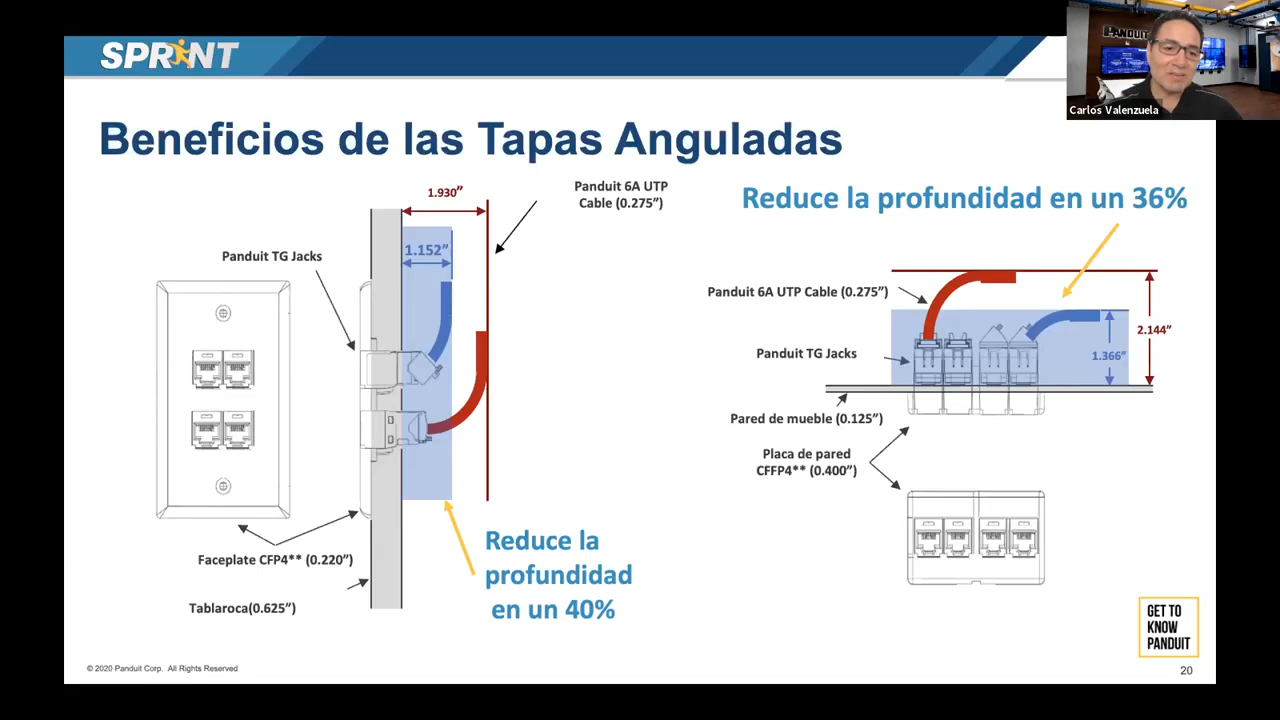 SPRINT
PANDUIT
Carlos Valenzuela
Beneficios de las Tapas Anguladas
1.930”
Panduit 6A UTP
Cable (0.275”)
1.152”
Panduit TG Jacks
Faceplate CFP4** (0.220”)
Tablaroca(0.625”)
Reduce la
profundidad
en un 40%
Reduce la profundidad en un 36%
Panduit 6A UTP Cable (0.275”)
2.144”
Panduit TG Jacks
1.366”
Pared de mueble (0.125”)
Placa de pared
CFFP4** (0.400”)
GET TO
KNOW
PANDUIT
© 2020 Panduit Corp. All Rights Reserved
20